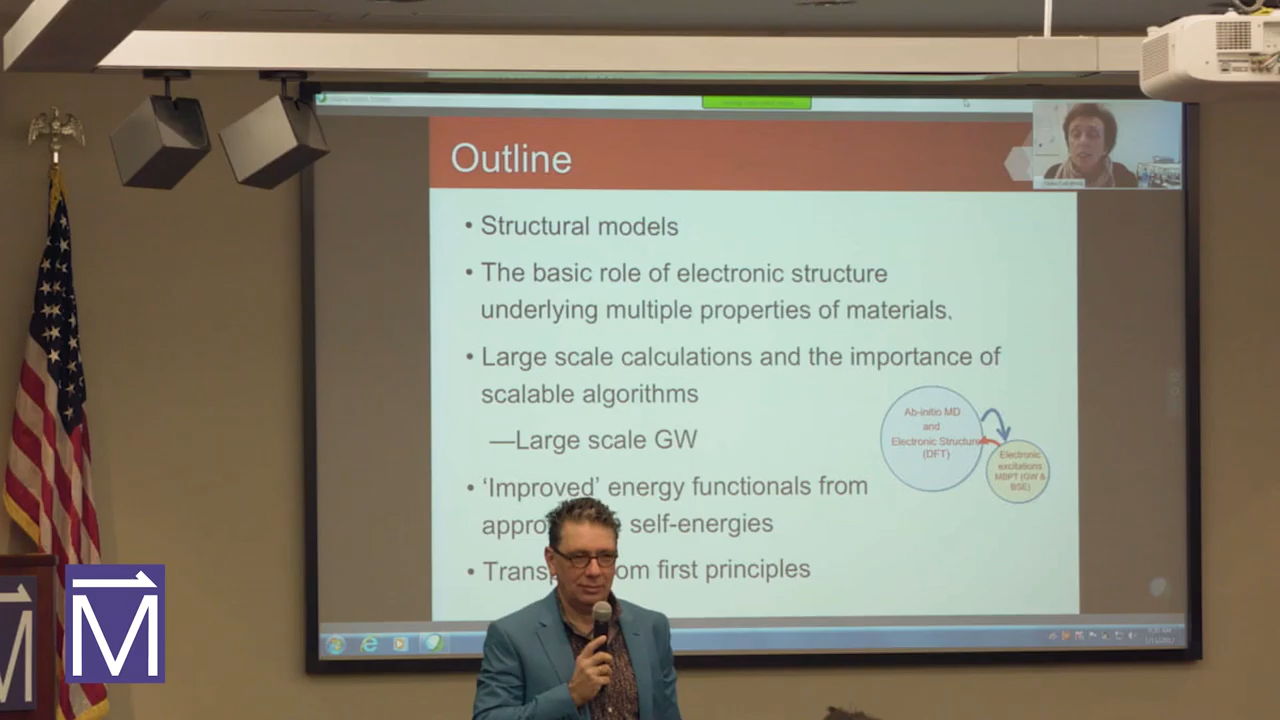 Outline
• Structural models
• The basic role of electronic structure
underlying multiple properties of materials.
• Large scale calculations and the importance of
scalable algorithms
—Large scale GW
• ‘Improved’ energy functionals from
self-energies
• from first principles
Ab-initio MD
and
Electronic Structure
(DFT)
Electronic
excitations
MBPT (GW &
BSE)
M
M